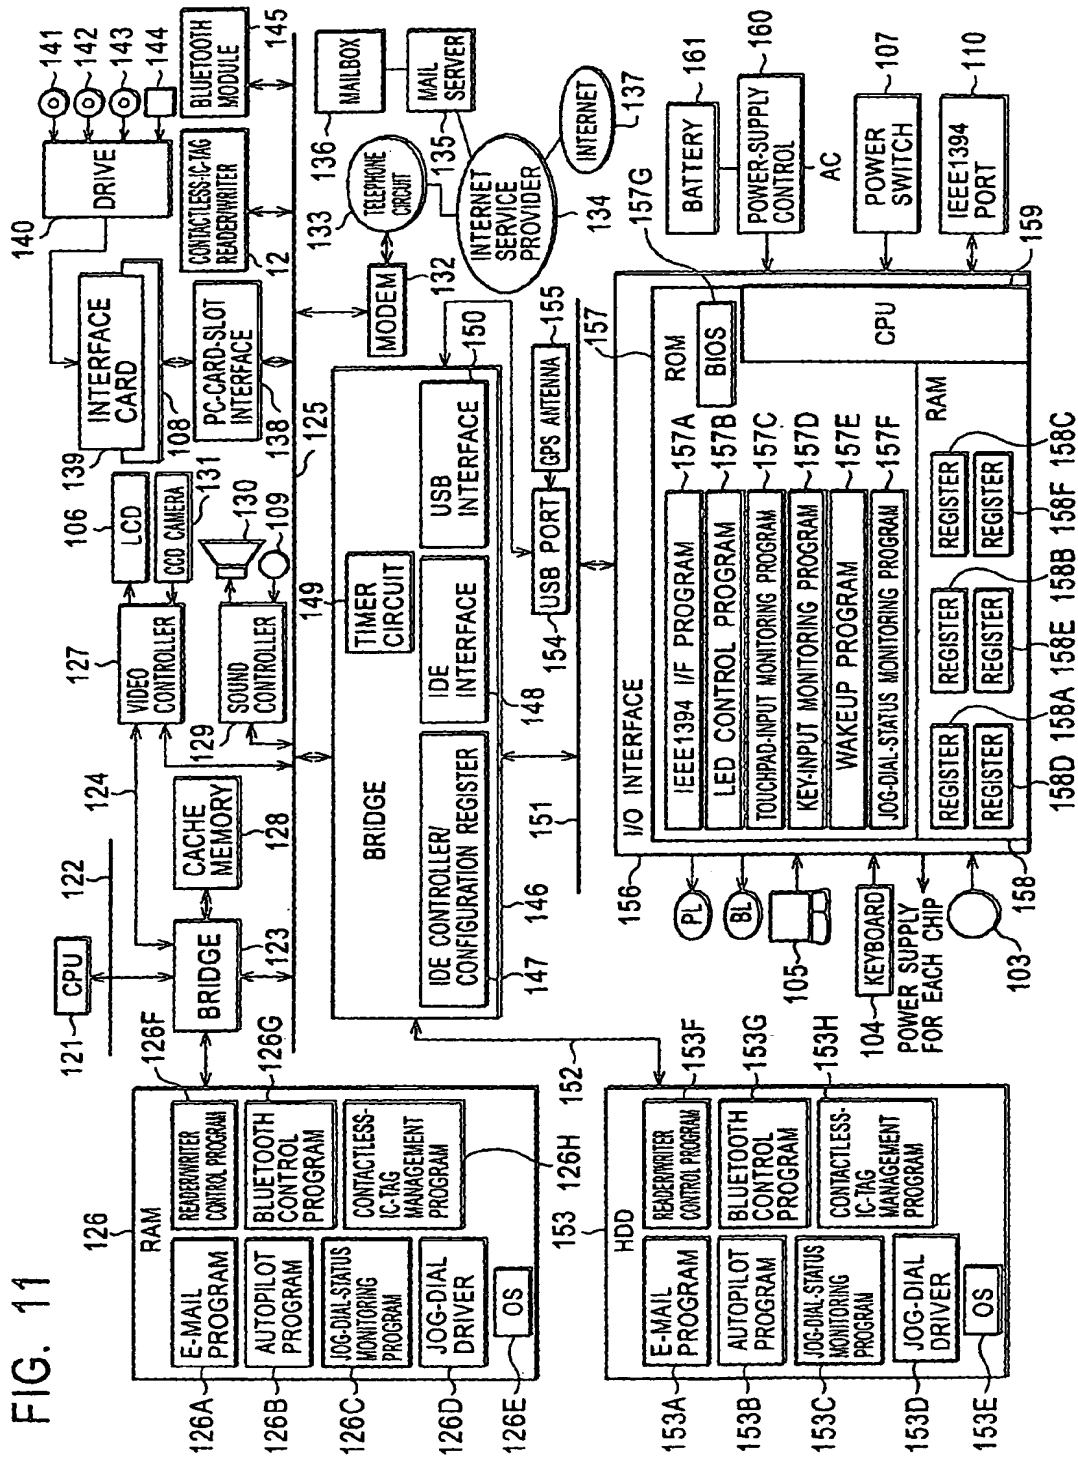 FIG. 11
126
RAM
126A
E-MAIL
PROGRAM
READER/WRITER
CONTROL PROGRAM
126F
126B
AUTOPILOT
PROGRAM
BLUETOOTH
CONTROL
PROGRAM
126G
126C
JOG-DIAL-STATUS
MONITORING
PROGRAM
CONTACTLESS-
IC-TAG
MANAGEMENT
PROGRAM
126H
126D
JOG-DIAL
DRIVER
126E
OS
153
HDD
153A
E-MAIL
PROGRAM
READER/WRITER
CONTROL PROGRAM
153F
153B
AUTOPILOT
PROGRAM
BLUETOOTH
CONTROL
PROGRAM
153G
153C
JOG-DIAL-STATUS
MONITORING
PROGRAM
CONTACTLESS-
IC-TAG
MANAGEMENT
PROGRAM
153H
153D
JOG-DIAL
DRIVER
153E
OS
152
121
CPU
122
BRIDGE
123
124
CACHE
MEMORY
128
127
VIDEO
CONTROLLER
106
LCD
CCD CAMERA
131
129
SOUND
CONTROLLER
130
109
139
INTERFACE
CARD
108
PC-CARD-SLOT
INTERFACE
138
125
140
DRIVE
141
142
143
144
CONTACTLESS-IC-TAG
READER/WRITER
12
BLUETOOTH
MODULE
145
BRIDGE
149
TIMER
CIRCUIT
IDE CONTROLLER/
CONFIGURATION REGISTER
147
146
IDE
INTERFACE
148
USB
INTERFACE
150
MODEM
132
133
TELEPHONE
CIRCUIT
136
MAILBOX
135
MAIL
SERVER
INTERNET
SERVICE
PROVIDER
134
INTERNET
137
151
154
USB PORT
GPS ANTENNA
155
156
I/O INTERFACE
157
ROM
IEEE1394 I/F PROGRAM
157A
LED CONTROL PROGRAM
157B
TOUCHPAD-INPUT MONITORING PROGRAM
157C
KEY-INPUT MONITORING PROGRAM
157D
WAKEUP PROGRAM
157E
JOG-DIAL-STATUS MONITORING PROGRAM
157F
BIOS
157G
CPU
159
RAM
158
REGISTER
REGISTER
REGISTER
REGISTER
REGISTER
REGISTER
158D
158A
158E
158B
158F
158C
PL
BL
105
104
KEYBOARD
POWER SUPPLY
FOR EACH CHIP
103
BATTERY
161
POWER-SUPPLY
CONTROL
160
AC
POWER
SWITCH
107
IEEE1394
PORT
110